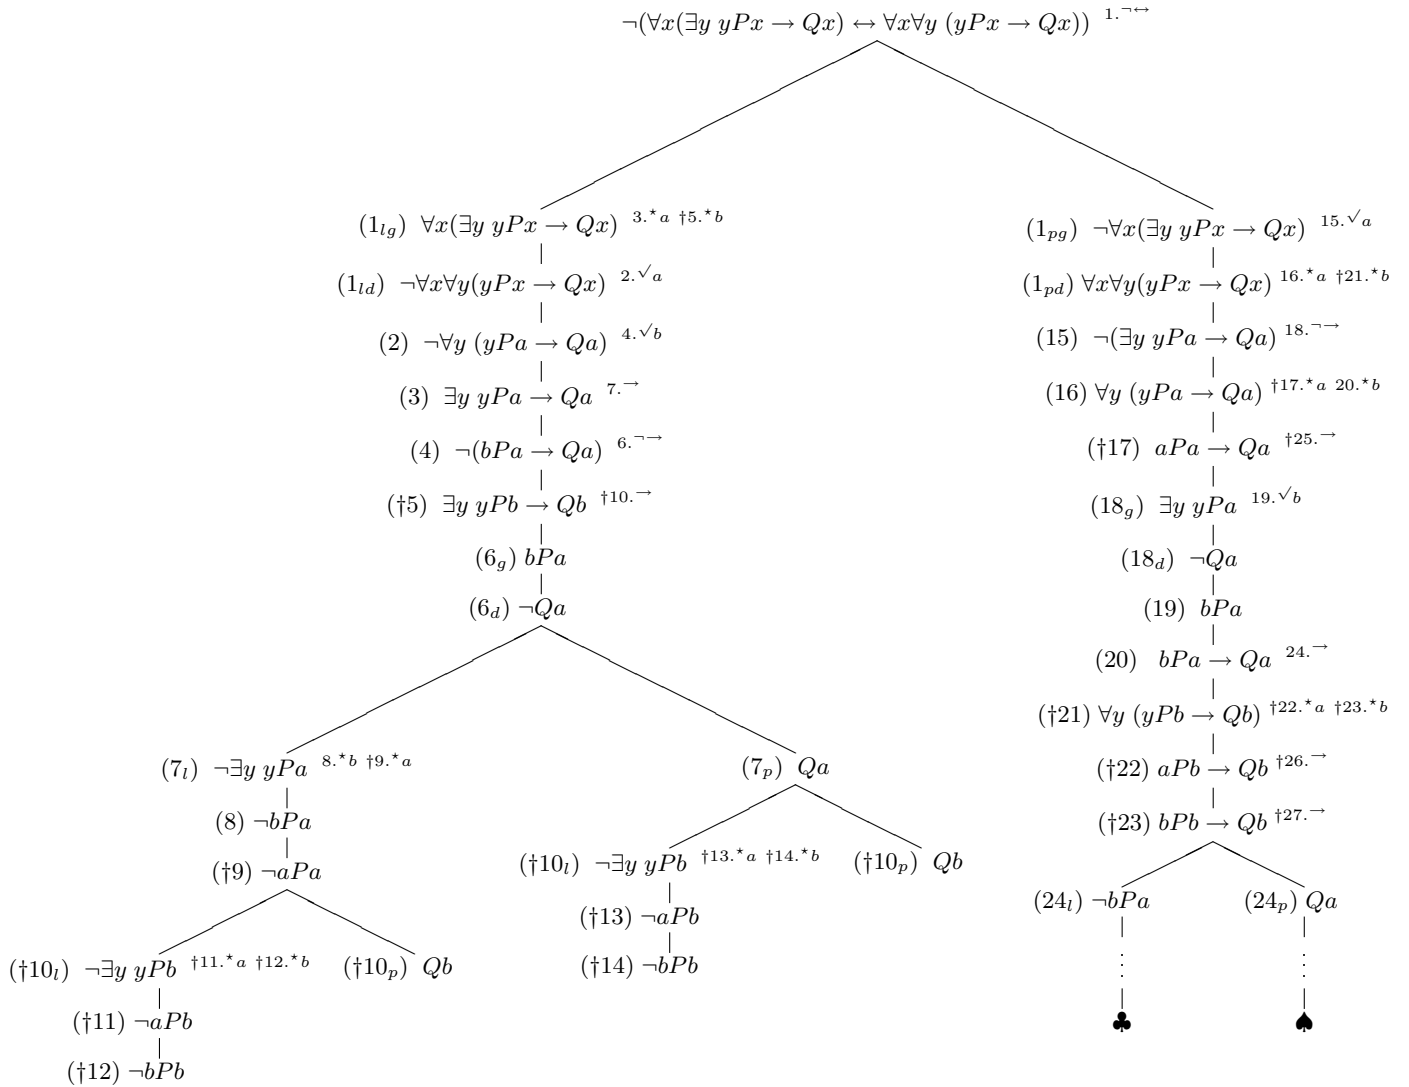 ¬(∀x(∃y yPx → Qx) ↔ ∀x∀y (yPx → Qx)) 1.¬↔
(1lg) ∀x(∃y yPx → Qx) 3.⋆a †5.⋆b
(1ld) ¬∀x∀y(yPx → Qx) 2.√a
(2) ¬∀y (yPa → Qa) 4.√b
(3) ∃y yPa → Qa 7.→
(4) ¬(bPa → Qa) 6.¬→
(†5) ∃y yPb → Qb †10.→
(6g) bPa
(6d) ¬Qa
(7l) ¬∃y yPa 8.⋆b †9.⋆a
(8) ¬bPa
(†9) ¬aPa
(†10l) ¬∃y yPb †11.⋆a †12.⋆b
(†11) ¬aPb
(†12) ¬bPb
(†10p) Qb
(7p) Qa
(†10l) ¬∃y yPb †13.⋆a †14.⋆b
(†13) ¬aPb
(†14) ¬bPb
(†10p) Qb
(1pg) ¬∀x(∃y yPx → Qx) 15.√a
(1pd) ∀x∀y(yPx → Qx) 16.⋆a †21.⋆b
(15) ¬(∃y yPa → Qa) 18.¬→
(16) ∀y (yPa → Qa) †17.⋆a 20.⋆b
(†17) aPa → Qa †25.→
(18g) ∃y yPa 19.√b
(18d) ¬Qa
(19) bPa
(20) bPa → Qa 24.→
(†21) ∀y (yPb → Qb) †22.⋆a †23.⋆b
(†22) aPb → Qb †26.→
(†23) bPb → Qb †27.→
(24l) ¬bPa
♣
(24p) Qa
♠